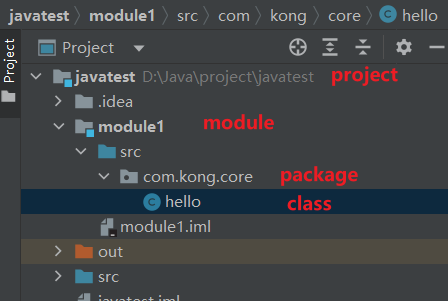 javatest › module1 › src › com › kong › core › hello
Project
Project
javatest D:\Java\project\javatest project
.idea
module1 module
src
com.kong.core package
hello class
module1.iml
out
src
javatest.iml